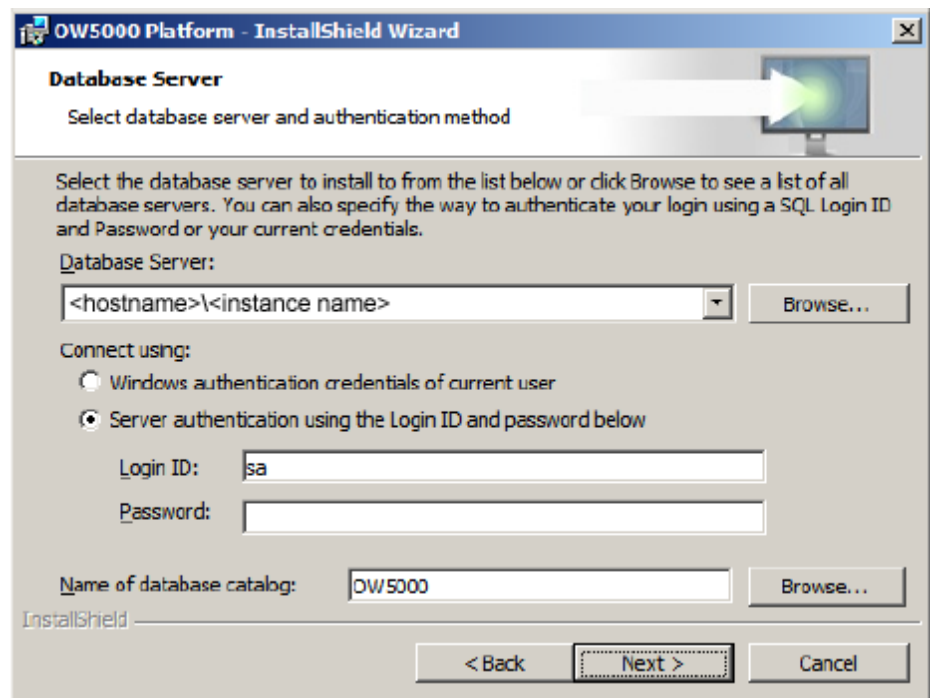 OW5000 Platform - InstallShield Wizard
Database Server
Select database server and authentication method
Select the database server to install to from the list below or click Browse to see a list of all
database servers. You can also specify the way to authenticate your login using a SQL Login ID
and Password or your current credentials.
Database Server:
<hostname>\<instance name>
Browse...
Connect using:
Windows authentication credentials of current user
Server authentication using the Login ID and password below
Login ID:
sa
Password:
Name of database catalog:
OW5000
Browse...
InstallShield
< Back
Next >
Cancel